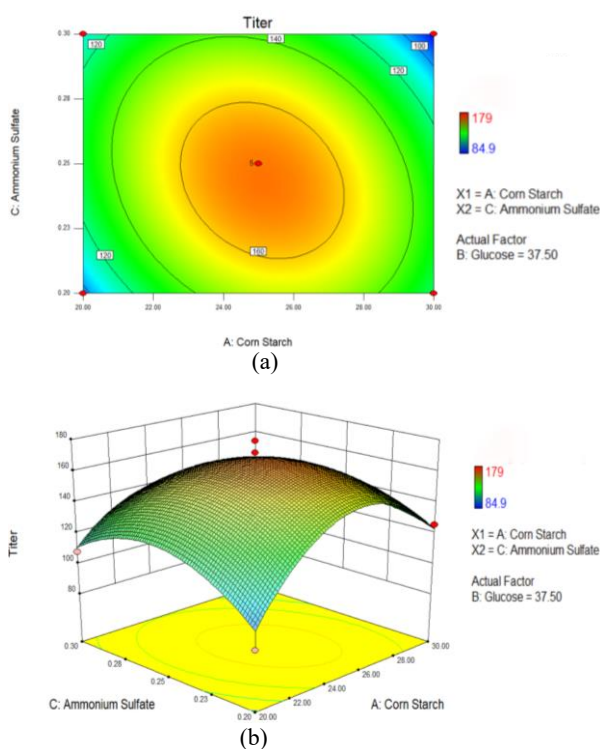 Titer
C: Ammonium Sulfate
0.30
0.28
0.25
0.23
0.20
120
140
100
120
5
160
120
20.00 22.00 24.00 26.00 28.00 30.00
A: Corn Starch
179
84.9
X1 = A: Corn Starch
X2 = C: Ammonium Sulfate
Actual Factor
B: Glucose = 37.50
(a)
Titer
180
160
140
120
100
80
0.30
0.28
0.25
0.23
0.20
20.00
22.00
24.00
26.00
28.00
30.00
C: Ammonium Sulfate
A: Corn Starch
179
84.9
X1 = A: Corn Starch
X2 = C: Ammonium Sulfate
Actual Factor
B: Glucose = 37.50
(b)